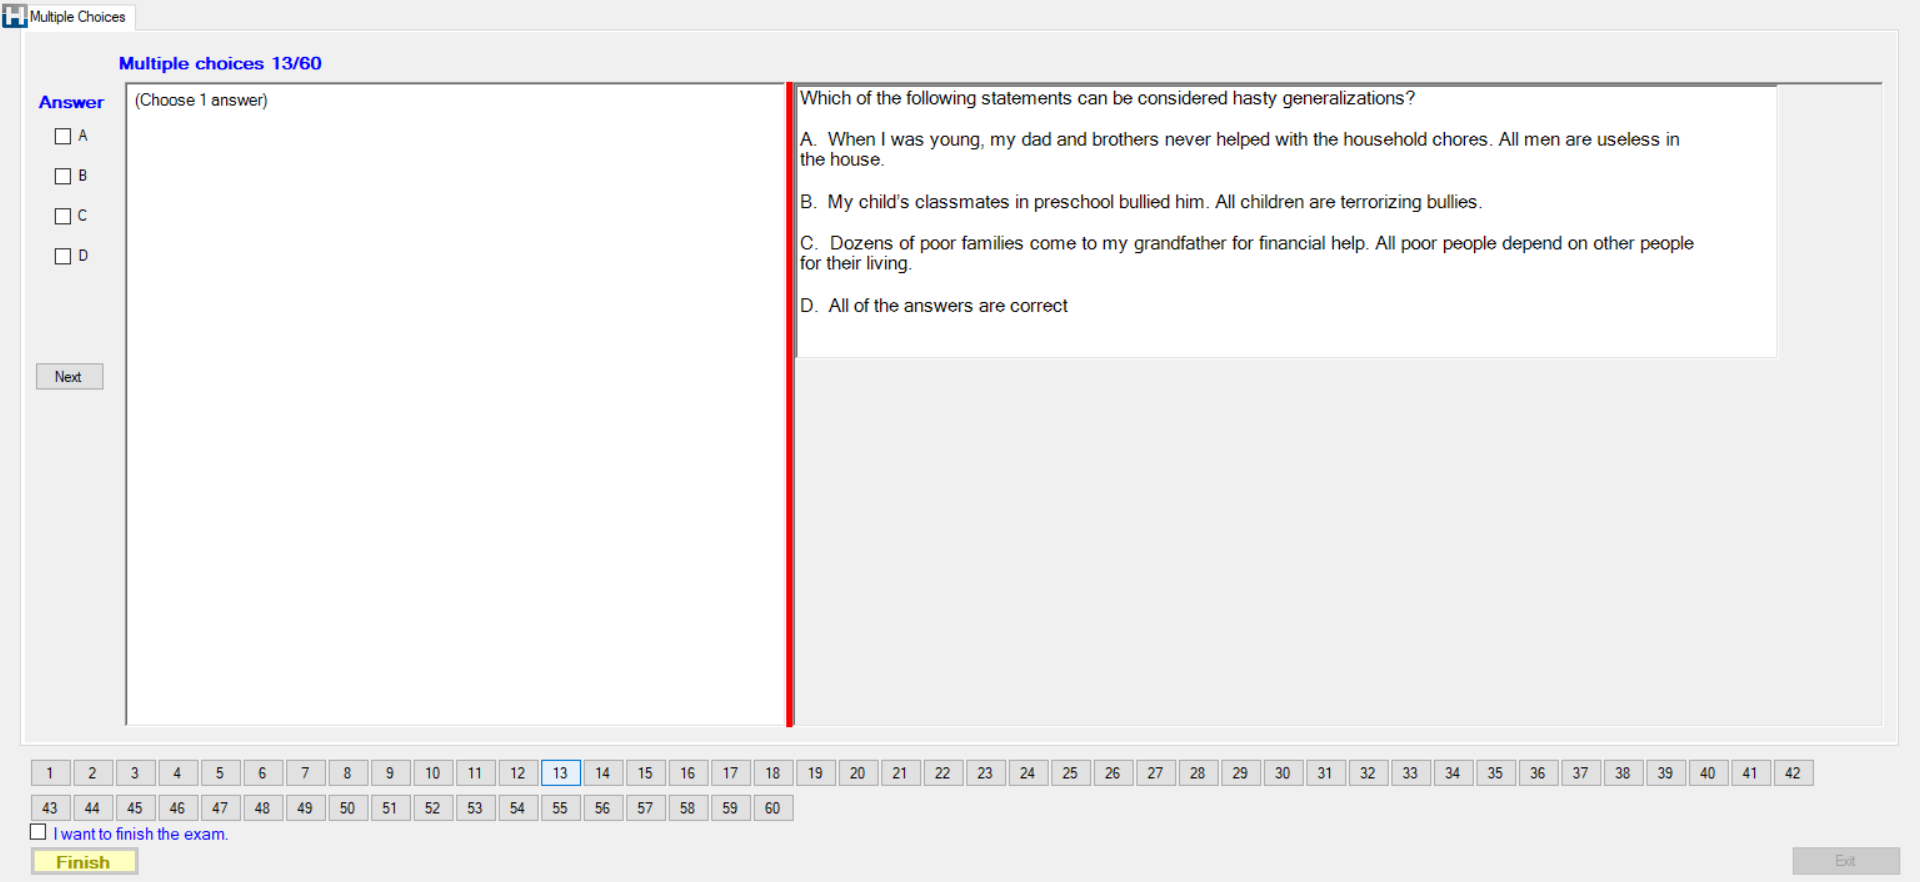 Multiple Choices
Multiple choices 13/60
Answer
A
B
C
D
Next
(Choose 1 answer)
Which of the following statements can be considered hasty generalizations?
A. When I was young, my dad and brothers never helped with the household chores. All men are useless in
the house.
B. My child's classmates in preschool bullied him. All children are terrorizing bullies.
C. Dozens of poor families come to my grandfather for financial help. All poor people depend on other people
for their living.
D. All of the answers are correct
1 2 3 4 5 6 7 8 9 10 11 12 13 14 15 16 17 18 19 20 21 22 23 24 25 26 27 28 29 30 31 32 33 34 35 36 37 38 39 40 41 42
43 44 45 46 47 48 49 50 51 52 53 54 55 56 57 58 59 60
I want to finish the exam.
Finish
Exit